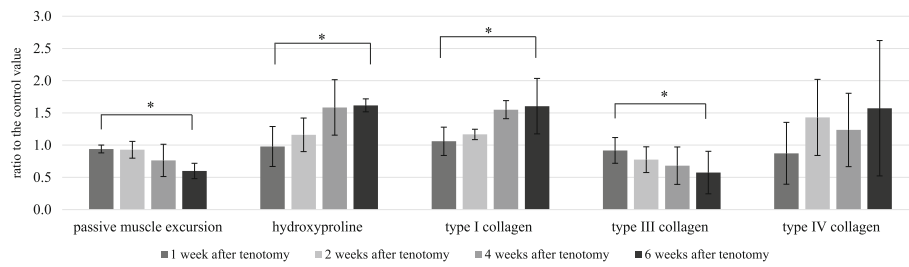 ratio to the control value
3.0
2.5
2.0
1.5
1.0
0.5
0.0
*
*
*
*
passive muscle excursion
hydroxyproline
type I collagen
type III collagen
type IV collagen
1 week after tenotomy
2 weeks after tenotomy
4 weeks after tenotomy
6 weeks after tenotomy